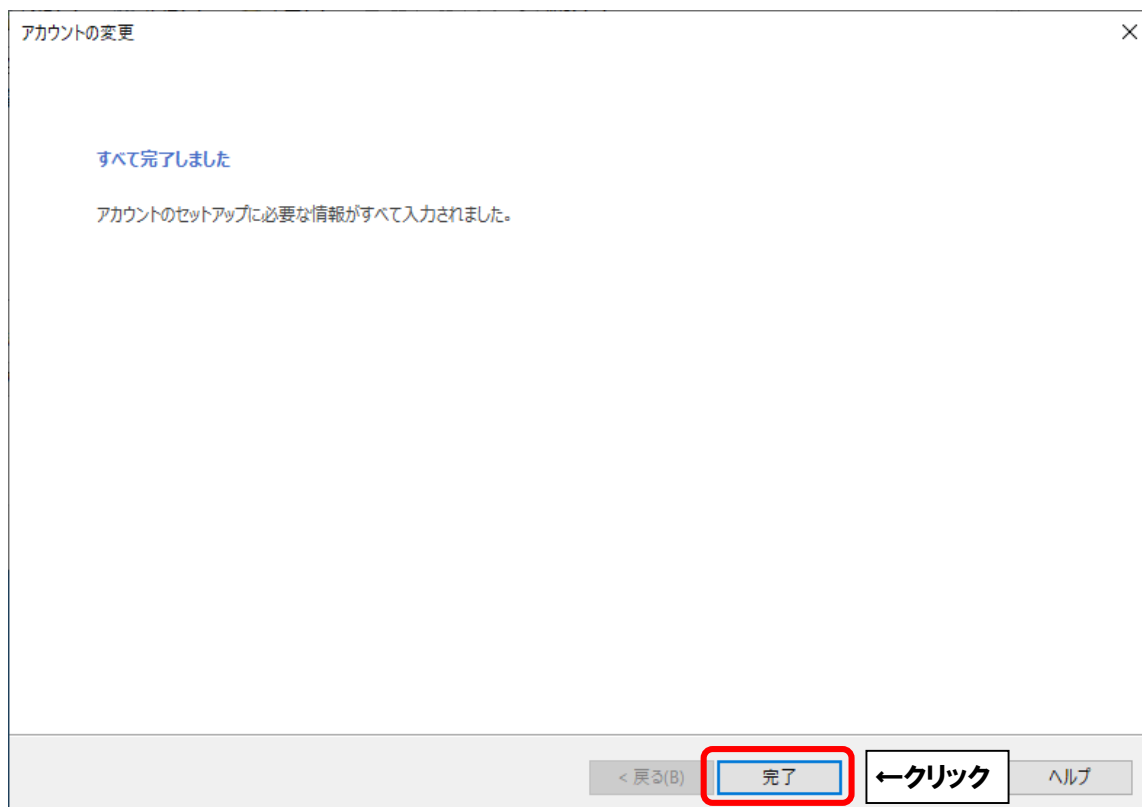 アカウントの変更
すべて完了しました
アカウントのセットアップに必要な情報がすべて入力されました。
< 戻る(B)
完了
←クリック
ヘルプ